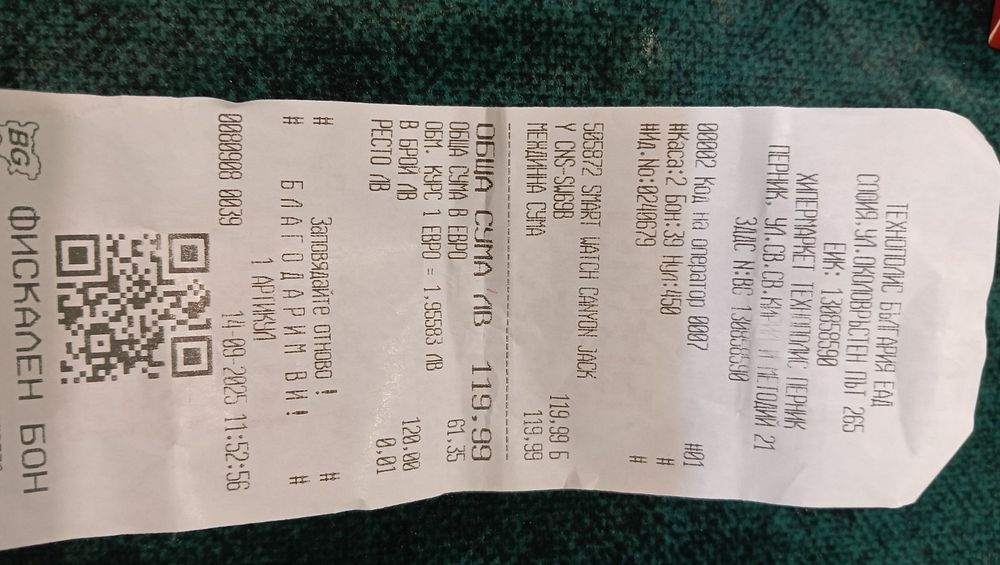 ТЕХНОПОЛИС БЪЛГАРИЯ ЕАД
СОФИЯ.УЛ.ОКОЛОВРЪСТЕН ПЪТ 265
ЕИК: 130858590
ХИПЕРМАРКЕТ ТЕХНОПОЛИС ПЕРНИК
ПЕРНИК, УЛ.СВ.СВ.КИРИЛ И МЕТОДИЙ 21
ЗДДС N:BG 130858590
00002 Код на оператор 0007 #01
#Каса:2 Бон:39 Нул:450 #
#Ид.No:0240679 #
505872 SMART WATCH CANYON JACK
Y CNS-SW69B 119,99 Б
МЕЖДИННА СУМА 119,99
ОБЩА СУМА ЛВ 119,99
ОБЩА СУМА В ЕВРО 61.35
ОБМ. КУРС 1 ЕВРО = 1.95583 ЛВ
В БРОЙ ЛВ 120,00
РЕСТО ЛВ 0,01
# Заповядайте отново! #
# БЛАГОДАРИМ ВИ! #
1 АРТИКУЛ
0080908 0039 14-09-2025 11:52:56
BG ФИСКАЛЕН БОН